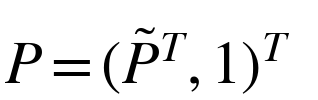 P = (P̃ᵀ, 1)ᵀ